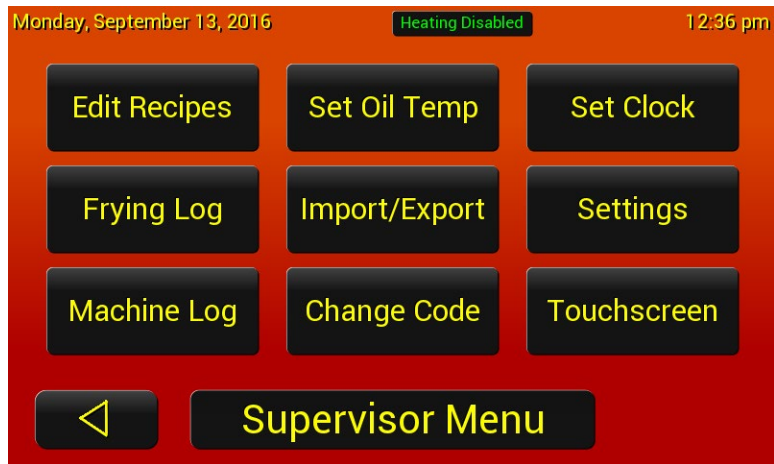 Monday, September 13, 2016 Heating Disabled 12:36 pm
Edit Recipes Set Oil Temp Set Clock
Frying Log Import/Export Settings
Machine Log Change Code Touchscreen
Supervisor Menu